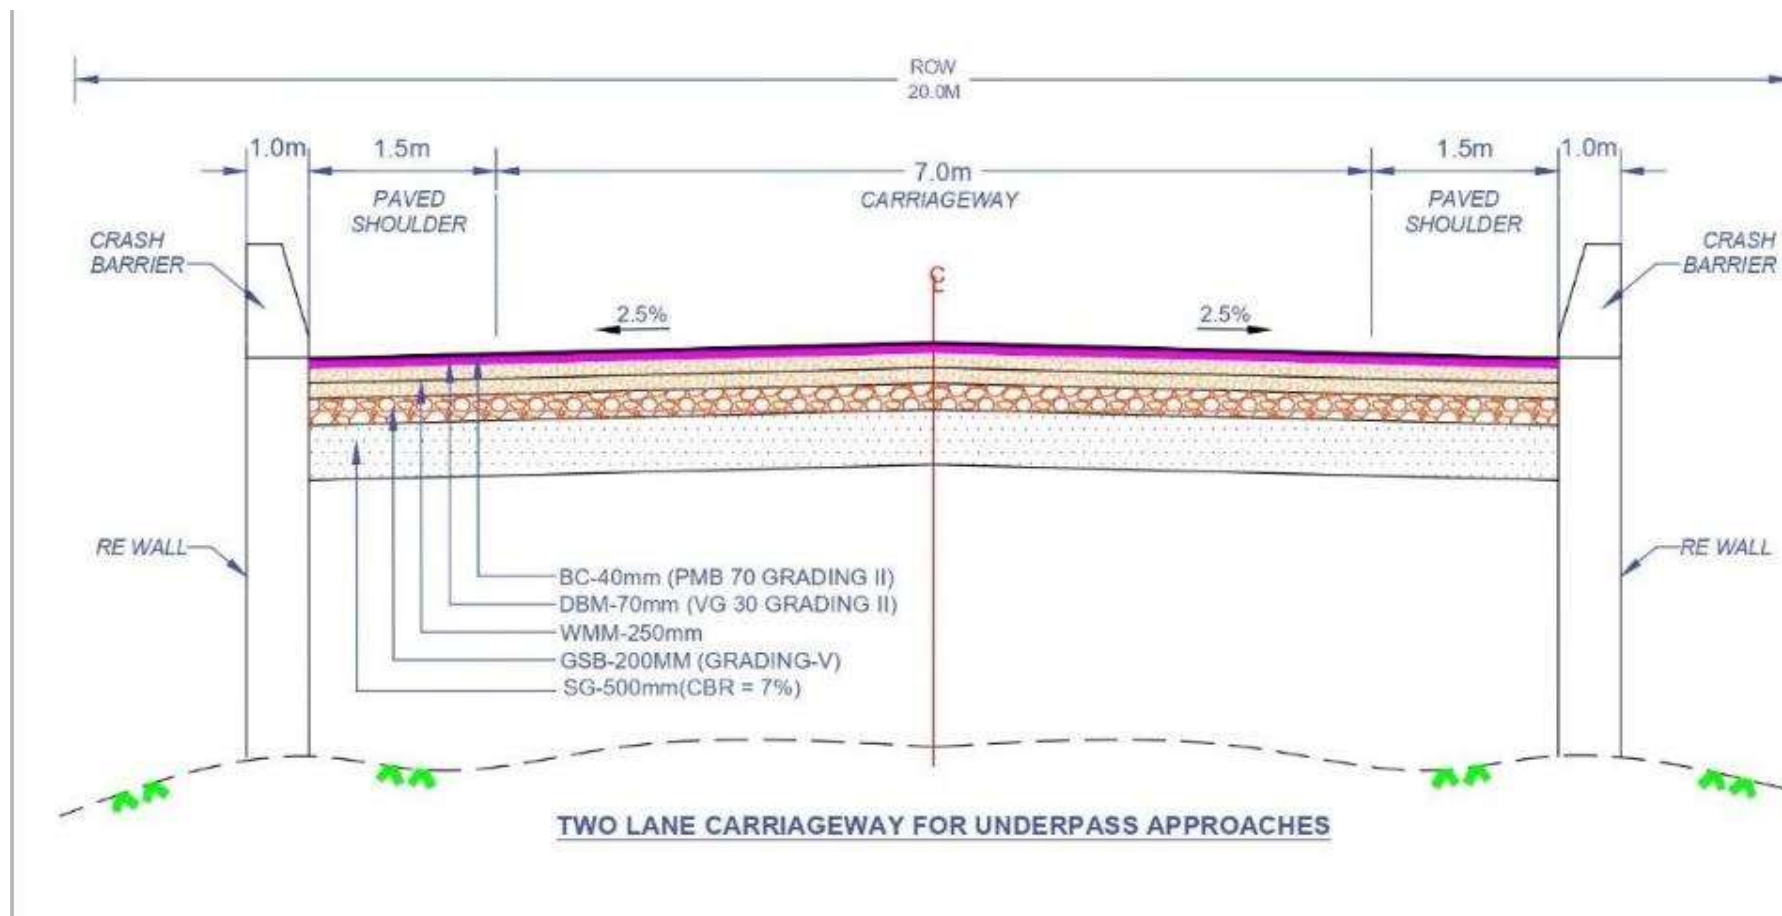 ROW
20.0M
1.0m
1.5m
7.0m
1.5m
1.0m
PAVED
SHOULDER
CARRIAGEWAY
PAVED
SHOULDER
CRASH
BARRIER
CRASH
BARRIER
CL
2.5%
2.5%
RE WALL
RE WALL
BC-40mm (PMB 70 GRADING II)
DBM-70mm (VG 30 GRADING II)
WMM-250mm
GSB-200MM (GRADING-V)
SG-500mm(CBR = 7%)
TWO LANE CARRIAGEWAY FOR UNDERPASS APPROACHES